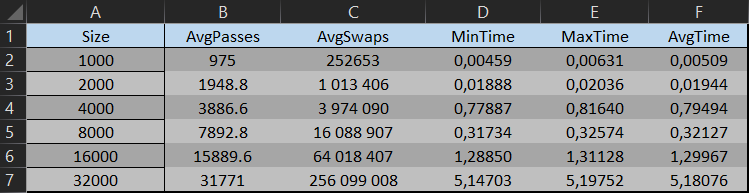 A B C D E F
1 Size AvgPasses AvgSwaps MinTime MaxTime AvgTime
2 1000 975 252653 0,00459 0,00631 0,00509
3 2000 1948.8 1 013 406 0,01888 0,02036 0,01944
4 4000 3886.6 3 974 090 0,77887 0,81640 0,79494
5 8000 7892.8 16 088 907 0,31734 0,32574 0,32127
6 16000 15889.6 64 018 407 1,28850 1,31128 1,29967
7 32000 31771 256 099 008 5,14703 5,19752 5,18076